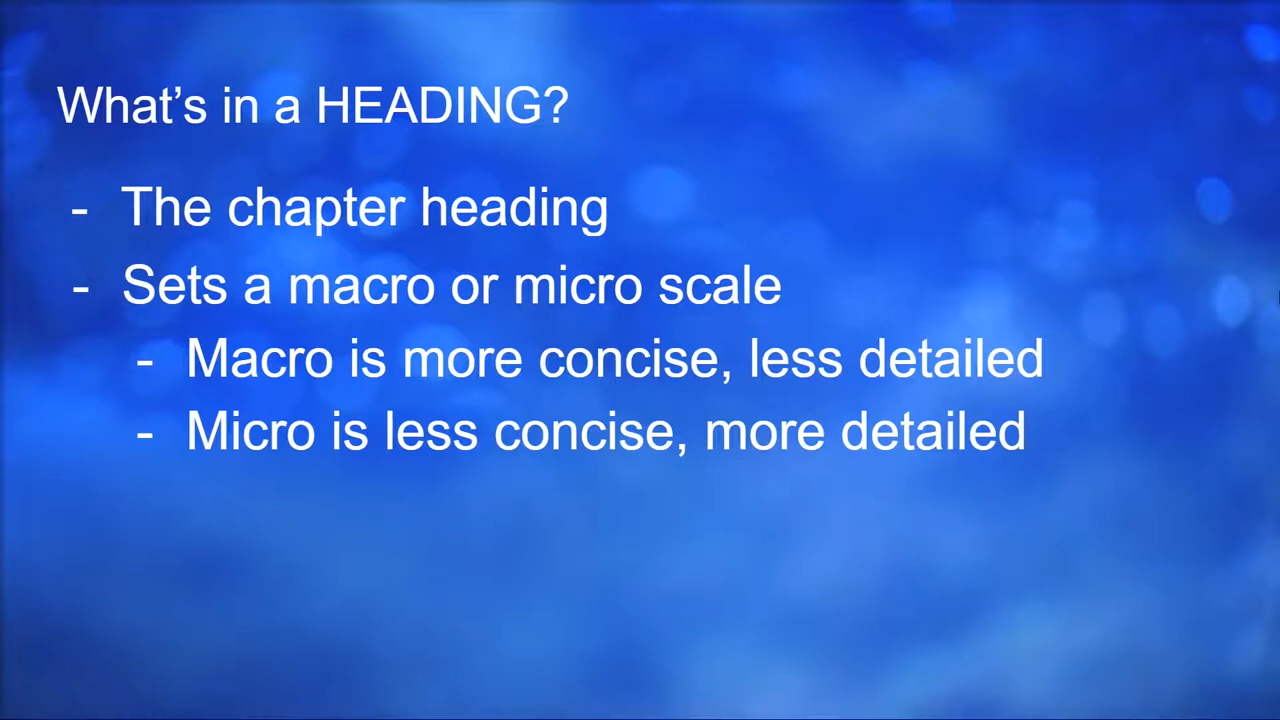 What’s in a HEADING?
- The chapter heading
- Sets a macro or micro scale
- Macro is more concise, less detailed
- Micro is less concise, more detailed